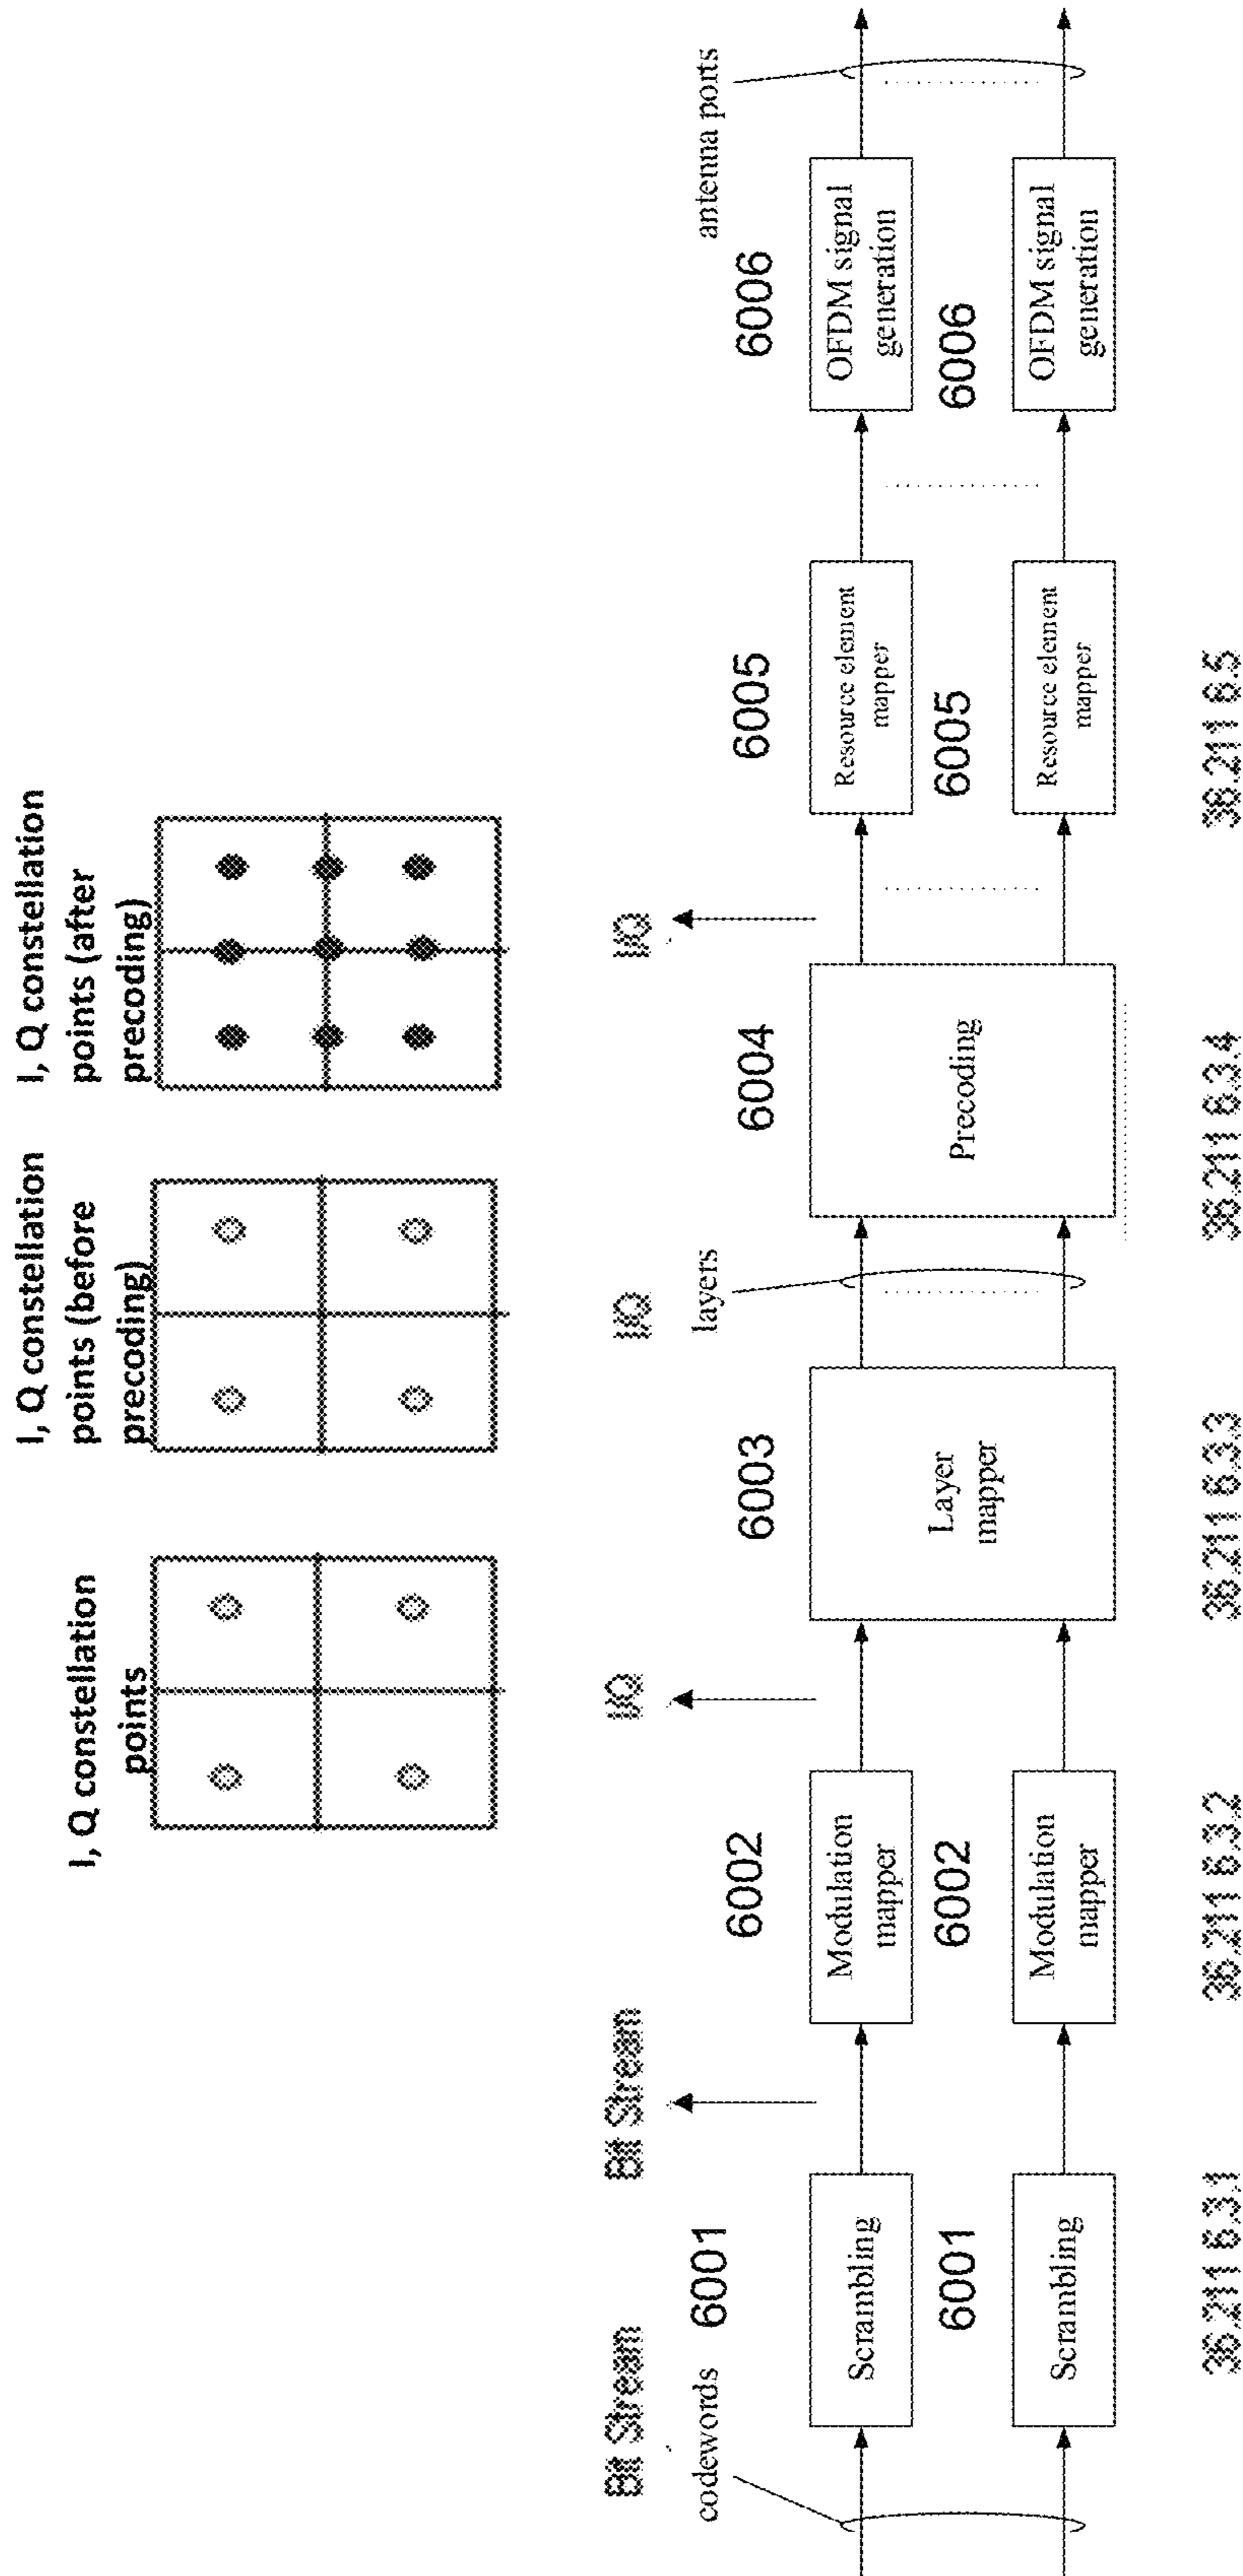 I, Q constellation
points
I, Q constellation
points (before
precoding)
I, Q constellation
points (after
precoding)
Bit Stream
Bit Stream
I/Q
I/Q
I/Q
codewords
layers
antenna ports
6001
6002
6003
6004
6005
6006
Scrambling
Modulation
mapper
Layer
mapper
Precoding
Resource element
mapper
OFDM signal
generation
6001
6002
6005
6006
Scrambling
Modulation
mapper
Resource element
mapper
OFDM signal
generation
36.211 6.3.1
36.211 6.3.2
36.211 6.3.3
36.211 6.3.4
36.211 6.5